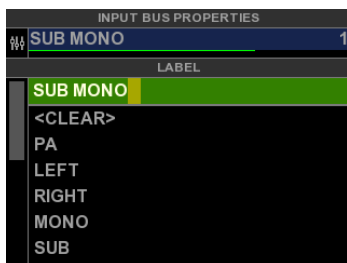 INPUT BUS PROPERTIES
SUB MONO 1
LABEL
SUB MONO
<CLEAR>
PA
LEFT
RIGHT
MONO
SUB